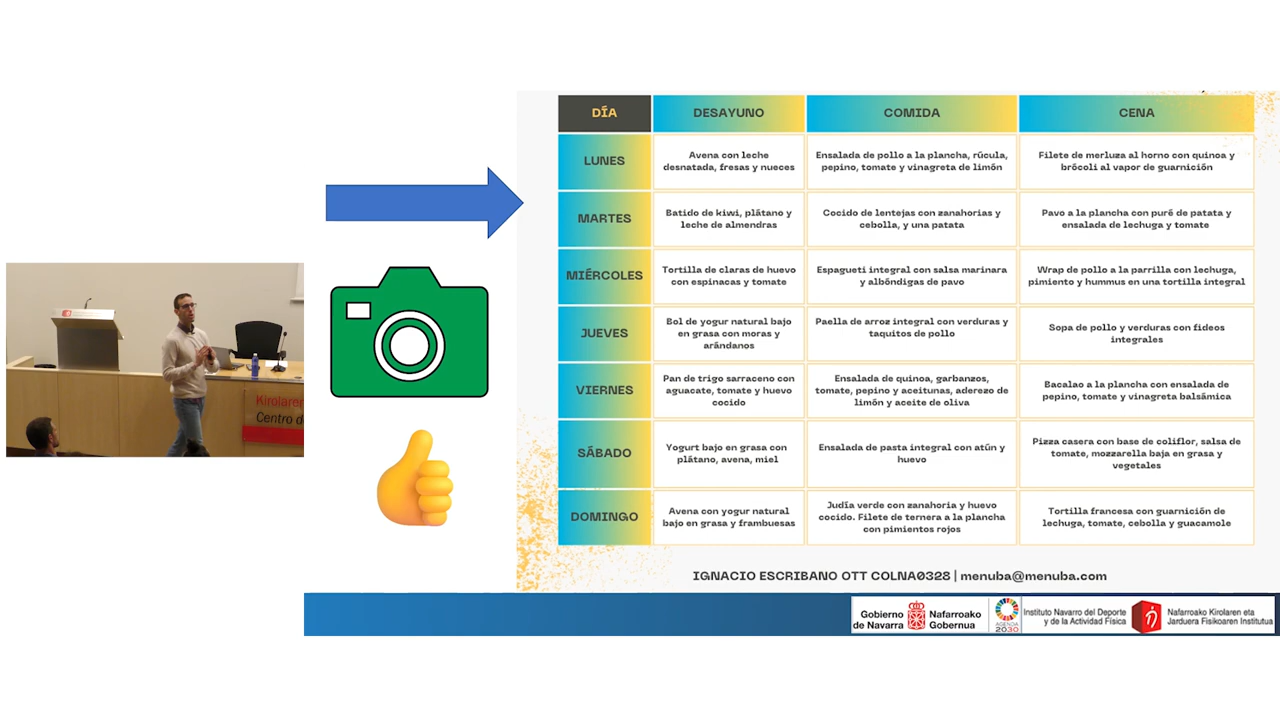 DÍA DESAYUNO COMIDA CENA
LUNES
Avena con leche
desnatada, fresas y nueces
Ensalada de pollo a la plancha, rúcula,
pepino, tomate y vinagreta de limón
Filete de merluza al horno con quinoa y
brócoli al vapor de guarnición
MARTES
Batido de kiwi, plátano y
leche de almendras
Cocido de lentejas con zanahorias y
cebolla, y una patata
Pavo a la plancha con puré de patata y
ensalada de lechuga y tomate
MIÉRCOLES
Tortilla de claras de huevo
con espinacas y tomate
Espagueti integral con salsa marinara
y albóndigas de pavo
Wrap de pollo a la parrilla con lechuga,
pimiento y hummus en una tortilla integral
JUEVES
Bol de yogur natural bajo
en grasa con moras y
arándanos
Paella de arroz integral con verduras y
taquitos de pollo
Sopa de pollo y verduras con fideos
integrales
VIERNES
Pan de trigo sarraceno con
aguacate, tomate y huevo
cocido
Ensalada de quinoa, garbanzos,
tomate, pepino y aceitunas, aderezo de
limón y aceite de oliva
Bacalao a la plancha con ensalada de
pepino, tomate y vinagreta balsámica
SÁBADO
Yogurt bajo en grasa con
plátano, avena, miel
Ensalada de pasta integral con atún y
huevo
Pizza casera con base de coliflor, salsa de
tomate, mozzarella baja en grasa y
vegetales
DOMINGO
Avena con yogur natural
bajo en grasa y frambuesas
Judía verde con zanahoria y huevo
cocido. Filete de ternera a la plancha
con pimientos rojos
Tortilla francesa con guarnición de
lechuga, tomate, cebolla y guacamole
IGNACIO ESCRIBANO OTT COLNA0328 | menuba@menuba.com
Kirolaren
Centro de
Gobierno
de Navarra
Nafarroako
Gobernua
AGENDA
2030
Instituto Navarro del Deporte
y de la Actividad Física
Nafarroako Kirolaren eta
Jarduera Fisikoaren Institutua